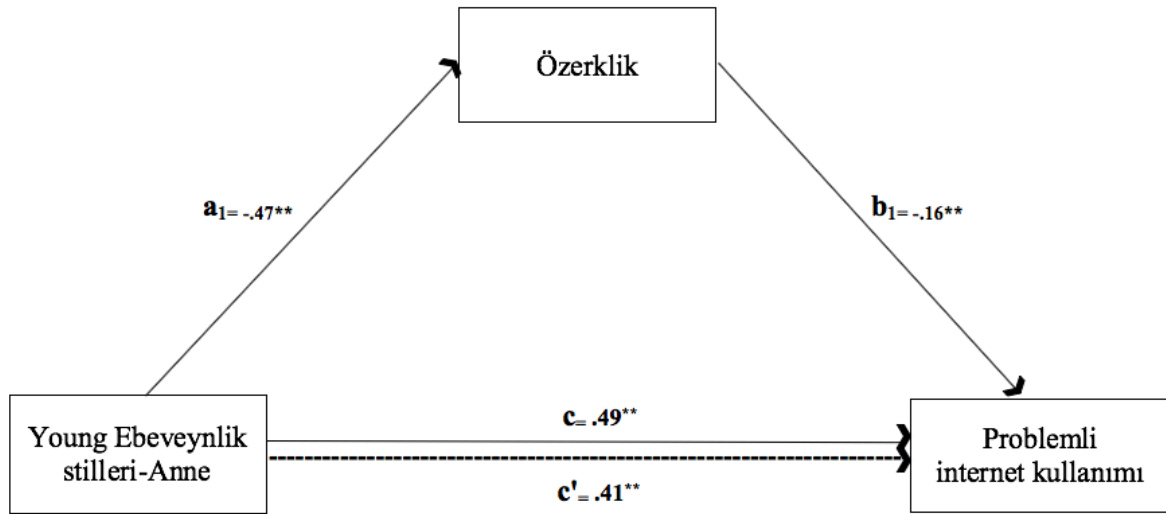 Özerklik
a1= -.47**
b1= -.16**
c= .49**
Young Ebeveynlik
stilleri-Anne
Problemli
internet kullanımı
c'= .41**